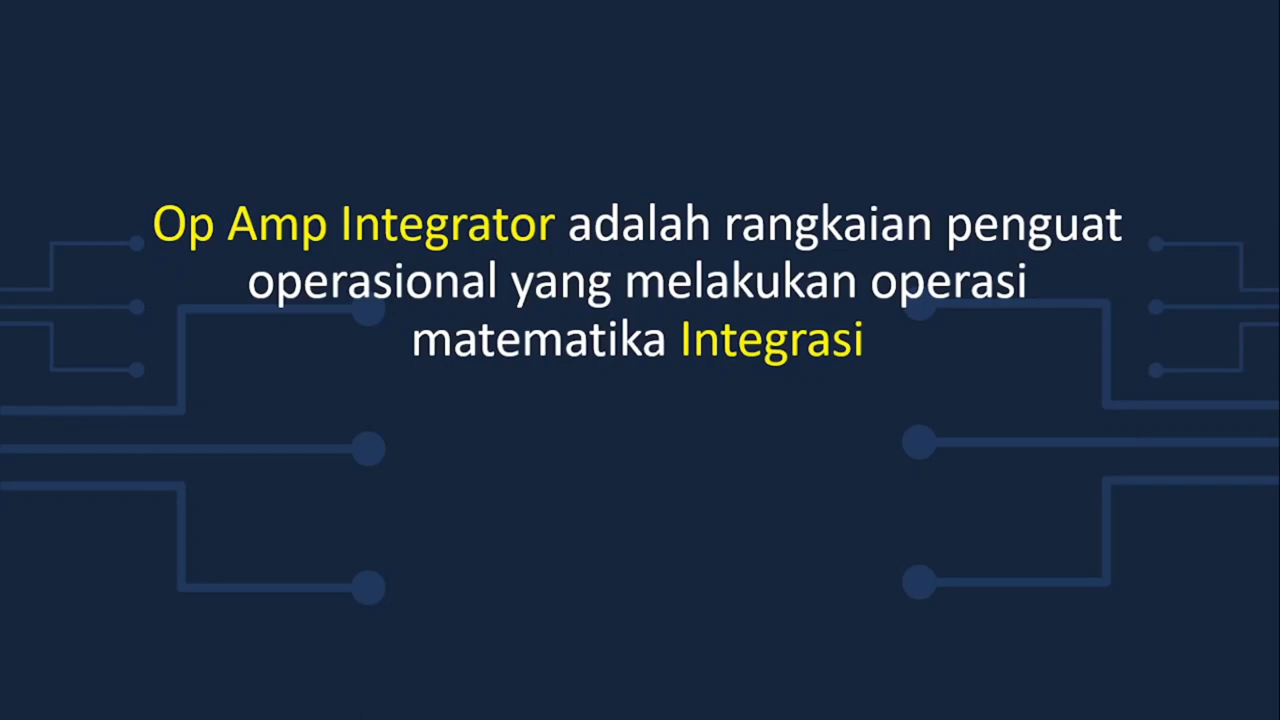 Op Amp Integrator adalah rangkaian penguat
operasional yang melakukan operasi
matematika Integrasi